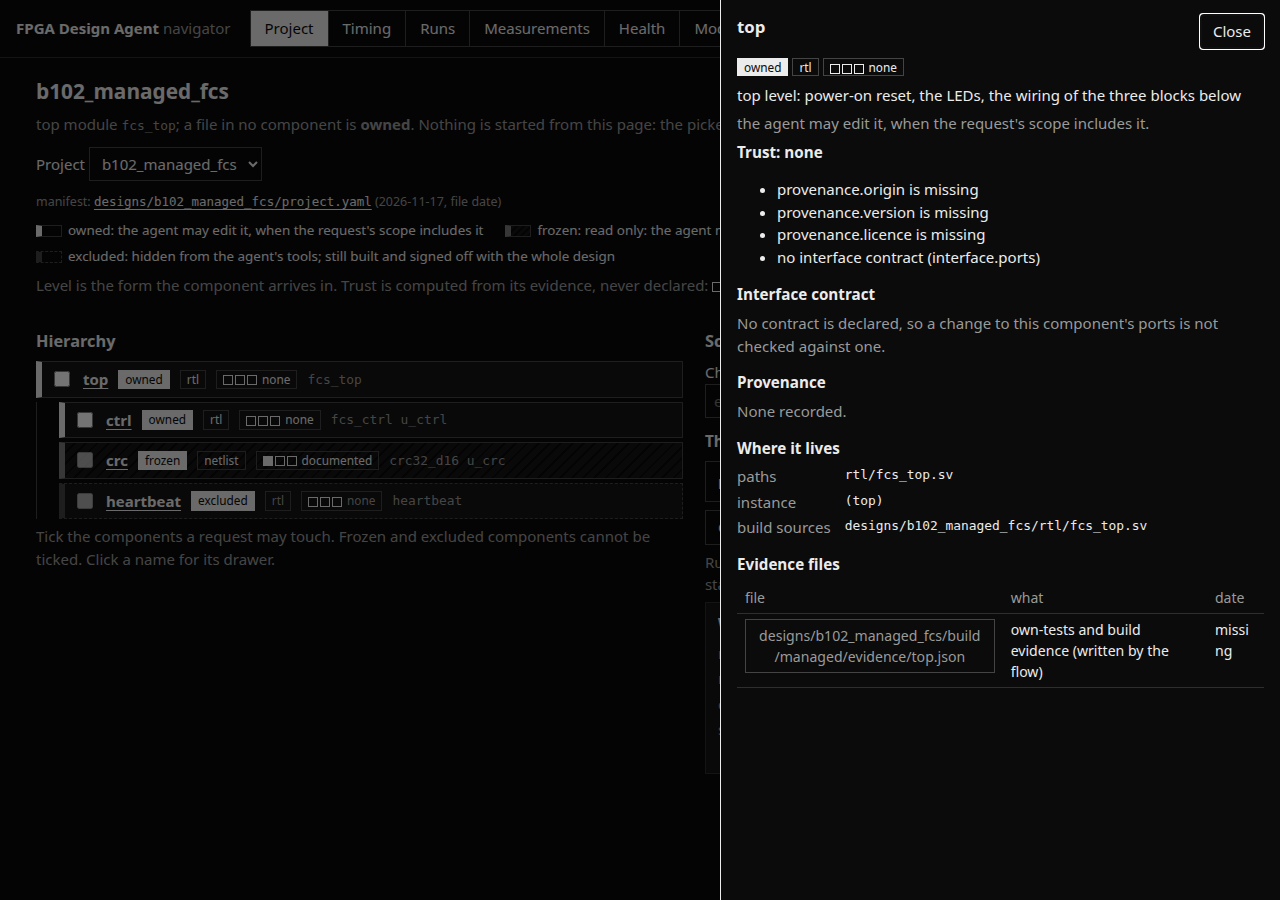 FPGA Design Agent navigator
Project
Timing
Runs
Measurements
Health
b102_managed_fcs
top module fcs_top; a file in no component is owned. Nothing is started from this page: the
Project b102_managed_fcs
manifest: designs/b102_managed_fcs/project.yaml (2026-11-17, file date)
owned: the agent may edit it, when the request's scope includes it
frozen: read only: the agent
excluded: hidden from the agent's tools; still built and signed off with the whole design
Level is the form the component arrives in. Trust is computed from its evidence, never declared:
Hierarchy
top owned rtl none fcs_top
ctrl owned rtl none fcs_ctrl u_ctrl
crc frozen netlist documented crc32_d16 u_crc
heartbeat excluded rtl none heartbeat
Tick the components a request may touch. Frozen and excluded components cannot be
ticked. Click a name for its drawer.
top
Close
owned rtl none
top level: power-on reset, the LEDs, the wiring of the three blocks below
the agent may edit it, when the request's scope includes it.
Trust: none
• provenance.origin is missing
• provenance.version is missing
• provenance.licence is missing
• no interface contract (interface.ports)
Interface contract
No contract is declared, so a change to this component's ports is not
checked against one.
Provenance
None recorded.
Where it lives
paths rtl/fcs_top.sv
instance (top)
build sources designs/b102_managed_fcs/rtl/fcs_top.sv
Evidence files
file what date
designs/b102_managed_fcs/build
/managed/evidence/top.json
own-tests and build
evidence (written by the
flow)
missi
ng